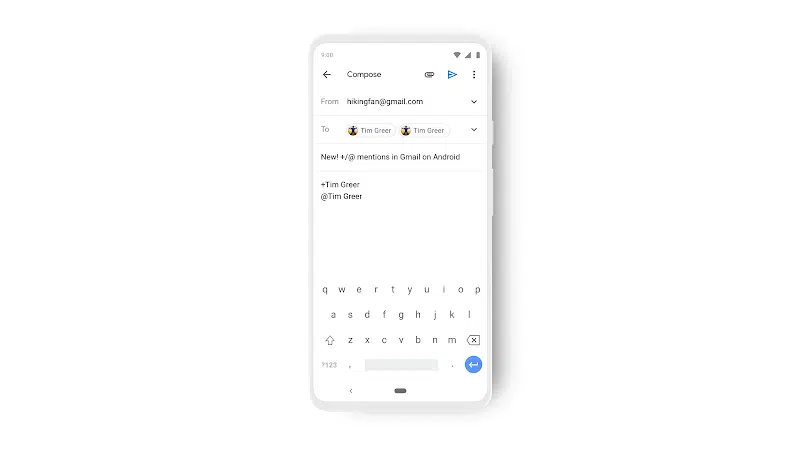 9:00
Compose
From hikingfan@gmail.com
To Tim Greer Tim Greer
New! +/@ mentions in Gmail on Android
+Tim Greer
@Tim Greer
q w e r t y u i o p
a s d f g h j k l
z x c v b n m
?123 , .